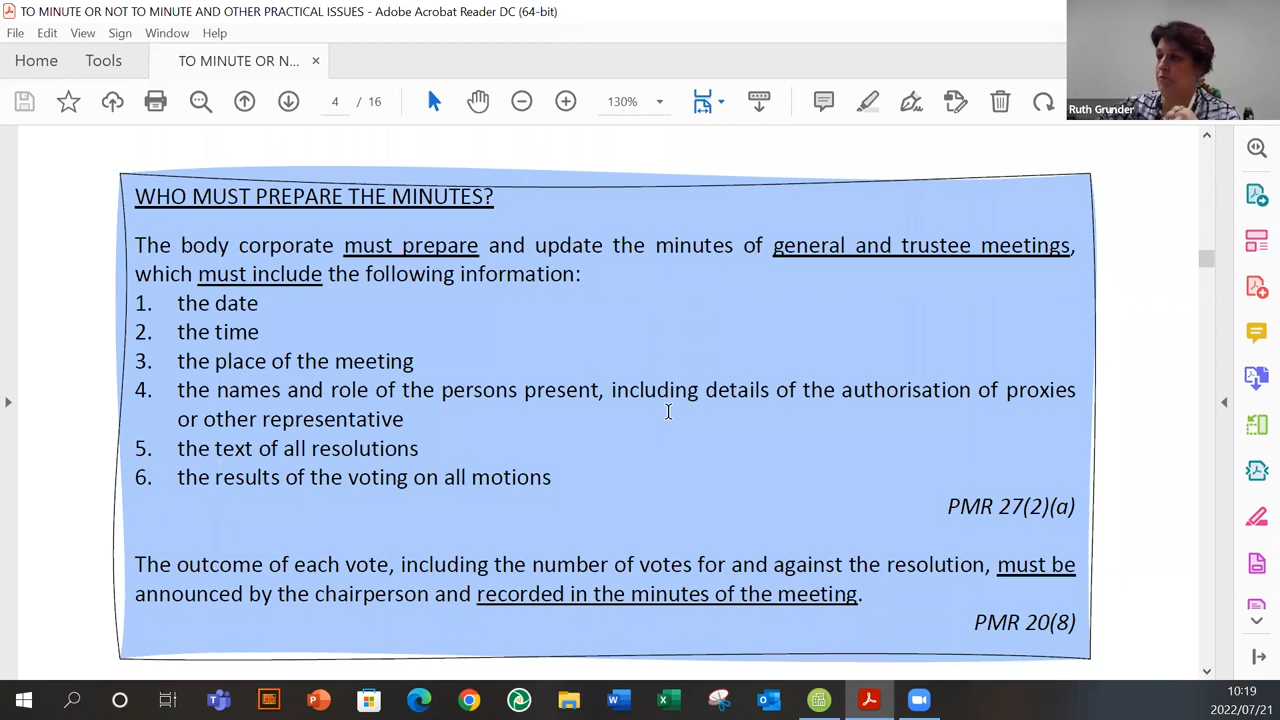 TO MINUTE OR NOT TO MINUTE AND OTHER PRACTICAL ISSUES - Adobe Acrobat Reader DC (64-bit)
File Edit View Sign Window Help
Home Tools TO MINUTE OR N... ×
4 / 16 130%
Ruth Grunder
WHO MUST PREPARE THE MINUTES?
The body corporate must prepare and update the minutes of general and trustee meetings,
which must include the following information:
1. the date
2. the time
3. the place of the meeting
4. the names and role of the persons present, including details of the authorisation of proxies
or other representative
5. the text of all resolutions
6. the results of the voting on all motions
PMR 27(2)(a)
The outcome of each vote, including the number of votes for and against the resolution, must be
announced by the chairperson and recorded in the minutes of the meeting.
PMR 20(8)
10:19
2022/07/21